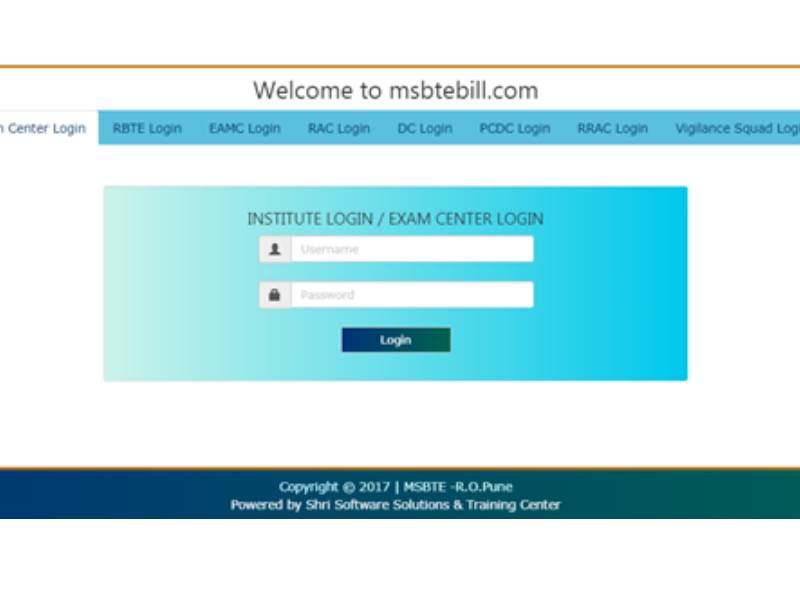 Welcome to msbtebill.com
Center Login RBTE Login EAMC Login RAC Login DC Login PCDC Login RRAC Login Vigilance Squad Logi
INSTITUTE LOGIN / EXAM CENTER LOGIN
Username
Password
Login
Copyright © 2017 | MSBTE -R.O.Pune
Powered by Shri Software Solutions & Training Center